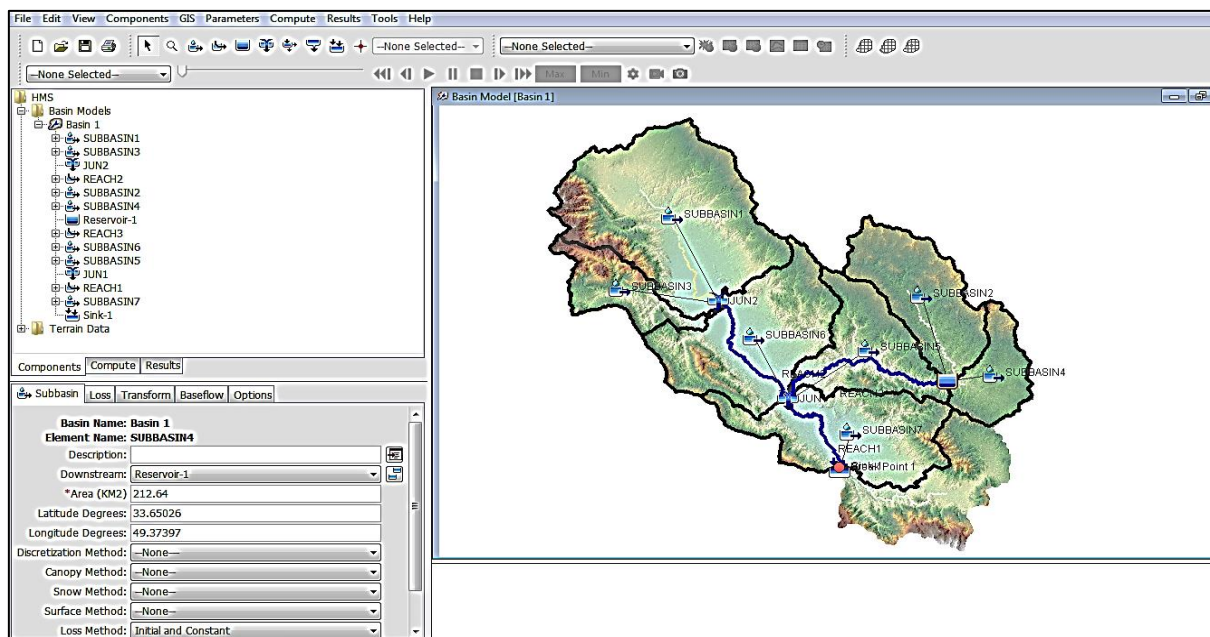 File Edit View Components GIS Parameters Compute Results Tools Help
--None Selected--
--None Selected--
--None Selected--
Max Min
HMS
Basin Models
Basin 1
SUBBASIN1
SUBBASIN3
JUN2
REACH2
SUBBASIN2
SUBBASIN4
Reservoir-1
REACH3
SUBBASIN6
SUBBASIN5
JUN1
REACH1
SUBBASIN7
Sink-1
Terrain Data
Components Compute Results
Subbasin Loss Transform Baseflow Options
Basin Name: Basin 1
Element Name: SUBBASIN4
Description:
Downstream: Reservoir-1
*Area (KM2) 212.64
Latitude Degrees: 33.65026
Longitude Degrees: 49.37397
Discretization Method: --None--
Canopy Method: --None--
Snow Method: --None--
Surface Method: --None--
Loss Method: Initial and Constant
Basin Model [Basin 1]
SUBBASIN1
SUBBASIN3
JUN2
SUBBASIN2
SUBBASIN6
SUBBASIN5
REACH2
SUBBASIN4
SUBBASIN7
REACH1
Point 1